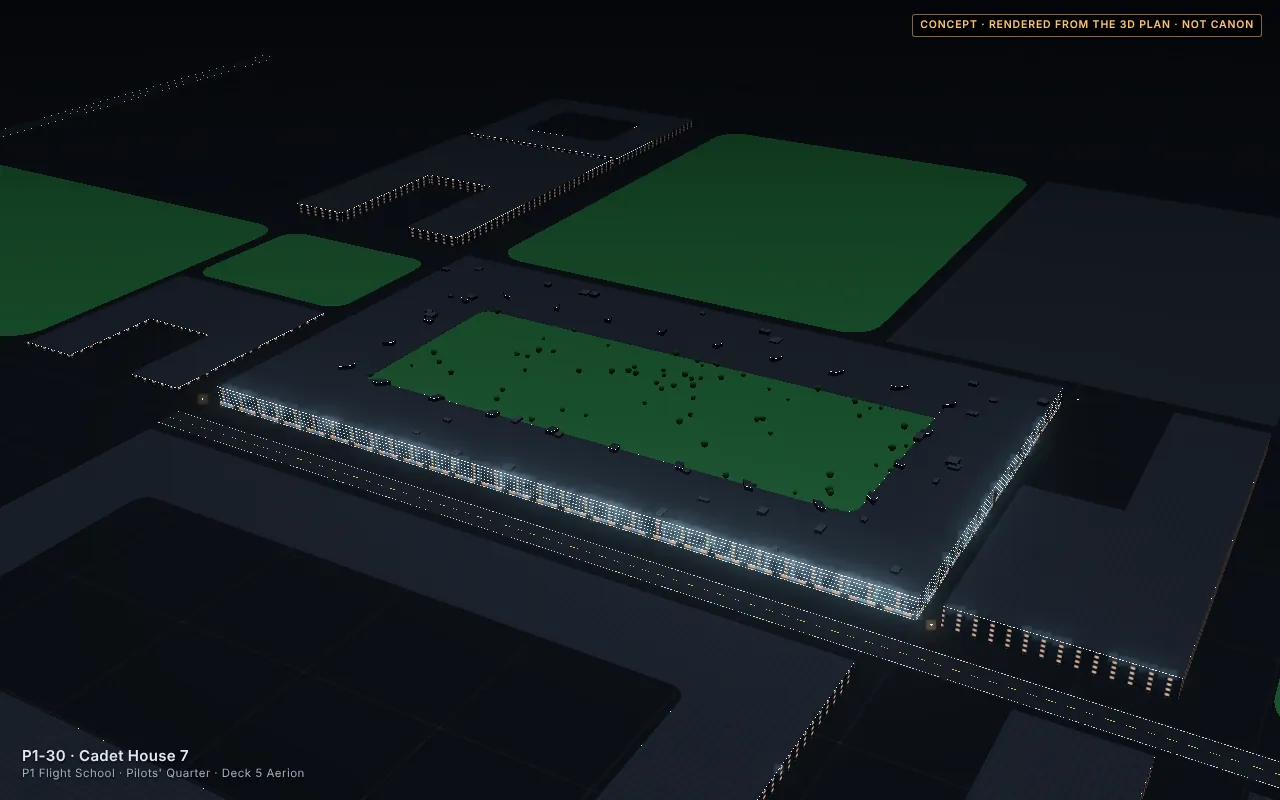 CONCEPT · RENDERED FROM THE 3D PLAN · NOT CANON
P1-30 · Cadet House 7
P1 Flight School · Pilots' Quarter · Deck 5 Aerion